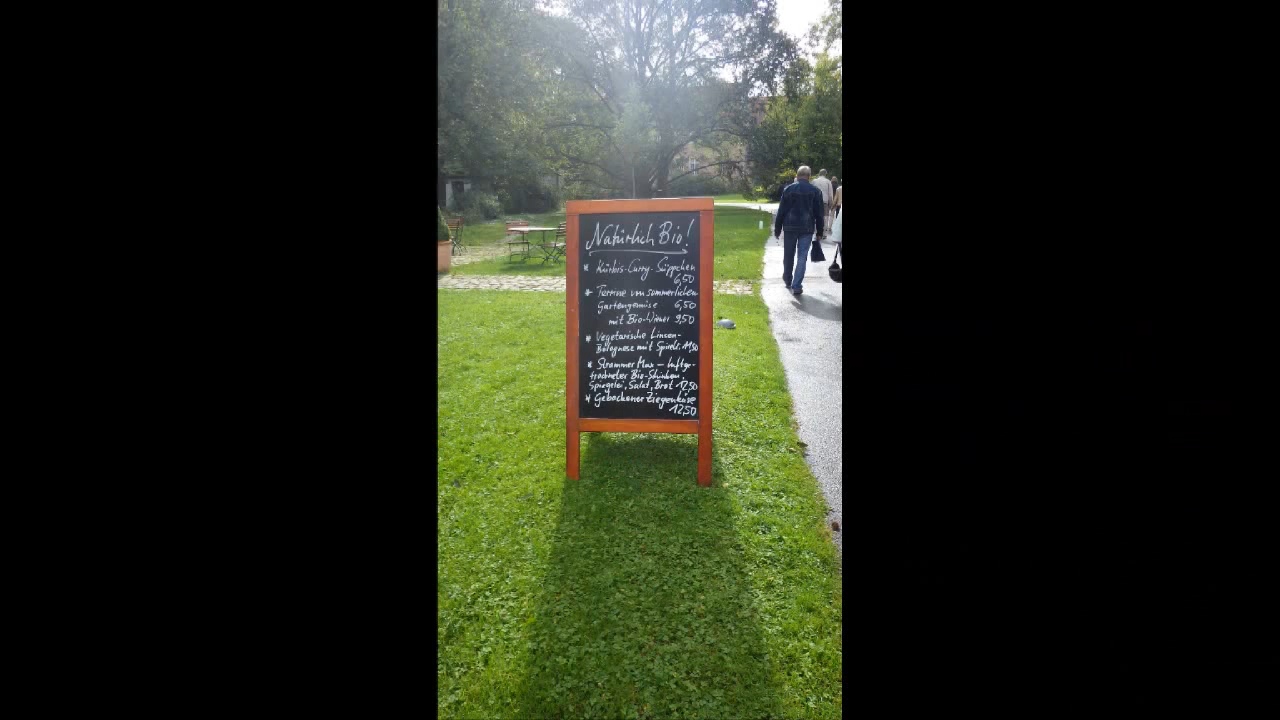 Natürlich Bio!
* Kürbis-Curry-Süppchen
6,50
* Terrine von sommerlichen
Gartengemüse 6,50
mit Bio-Wiener 9,50
* Vegetarische Linsen-
Bolognese mit Spirelli 11,50
* Strammer Max – luftge-
trockneter Bio-Schinken,
Spiegelei, Salat, Brot 12,50
* Gebackener Ziegenkäse
12,50